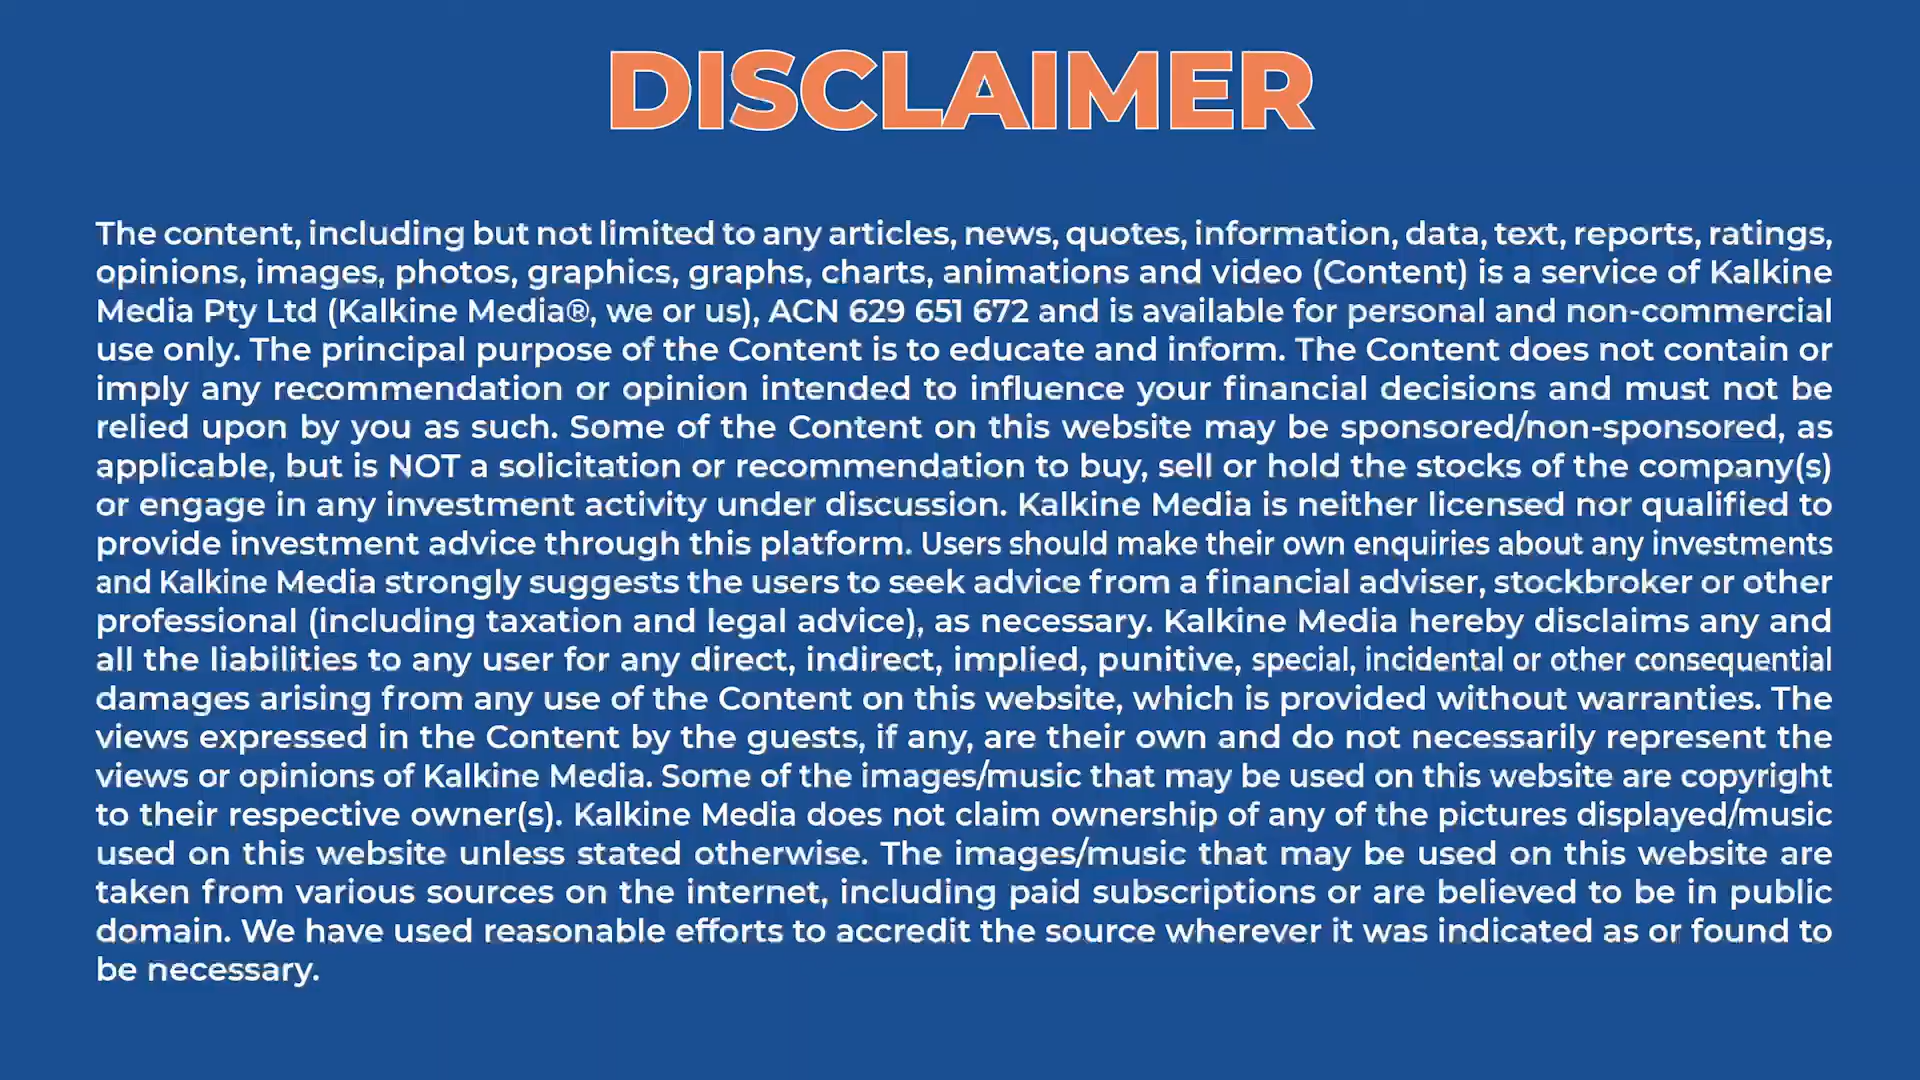 DISCLAIMER
The content, including but not limited to any articles, news, quotes, information, data, text, reports, ratings,
opinions, images, photos, graphics, graphs, charts, animations and video (Content) is a service of Kalkine
Media Pty Ltd (Kalkine Media®, we or us), ACN 629 651 672 and is available for personal and non-commercial
use only. The principal purpose of the Content is to educate and inform. The Content does not contain or
imply any recommendation or opinion intended to influence your financial decisions and must not be
relied upon by you as such. Some of the Content on this website may be sponsored/non-sponsored, as
applicable, but is NOT a solicitation or recommendation to buy, sell or hold the stocks of the company(s)
or engage in any investment activity under discussion. Kalkine Media is neither licensed nor qualified to
provide investment advice through this platform. Users should make their own enquiries about any investments
and Kalkine Media strongly suggests the users to seek advice from a financial adviser, stockbroker or other
professional (including taxation and legal advice), as necessary. Kalkine Media hereby disclaims any and
all the liabilities to any user for any direct, indirect, implied, punitive, special, incidental or other consequential
damages arising from any use of the Content on this website, which is provided without warranties. The
views expressed in the Content by the guests, if any, are their own and do not necessarily represent the
views or opinions of Kalkine Media. Some of the images/music that may be used on this website are copyright
to their respective owner(s). Kalkine Media does not claim ownership of any of the pictures displayed/music
used on this website unless stated otherwise. The images/music that may be used on this website are
taken from various sources on the internet, including paid subscriptions or are believed to be in public
domain. We have used reasonable efforts to accredit the source wherever it was indicated as or found to
be necessary.